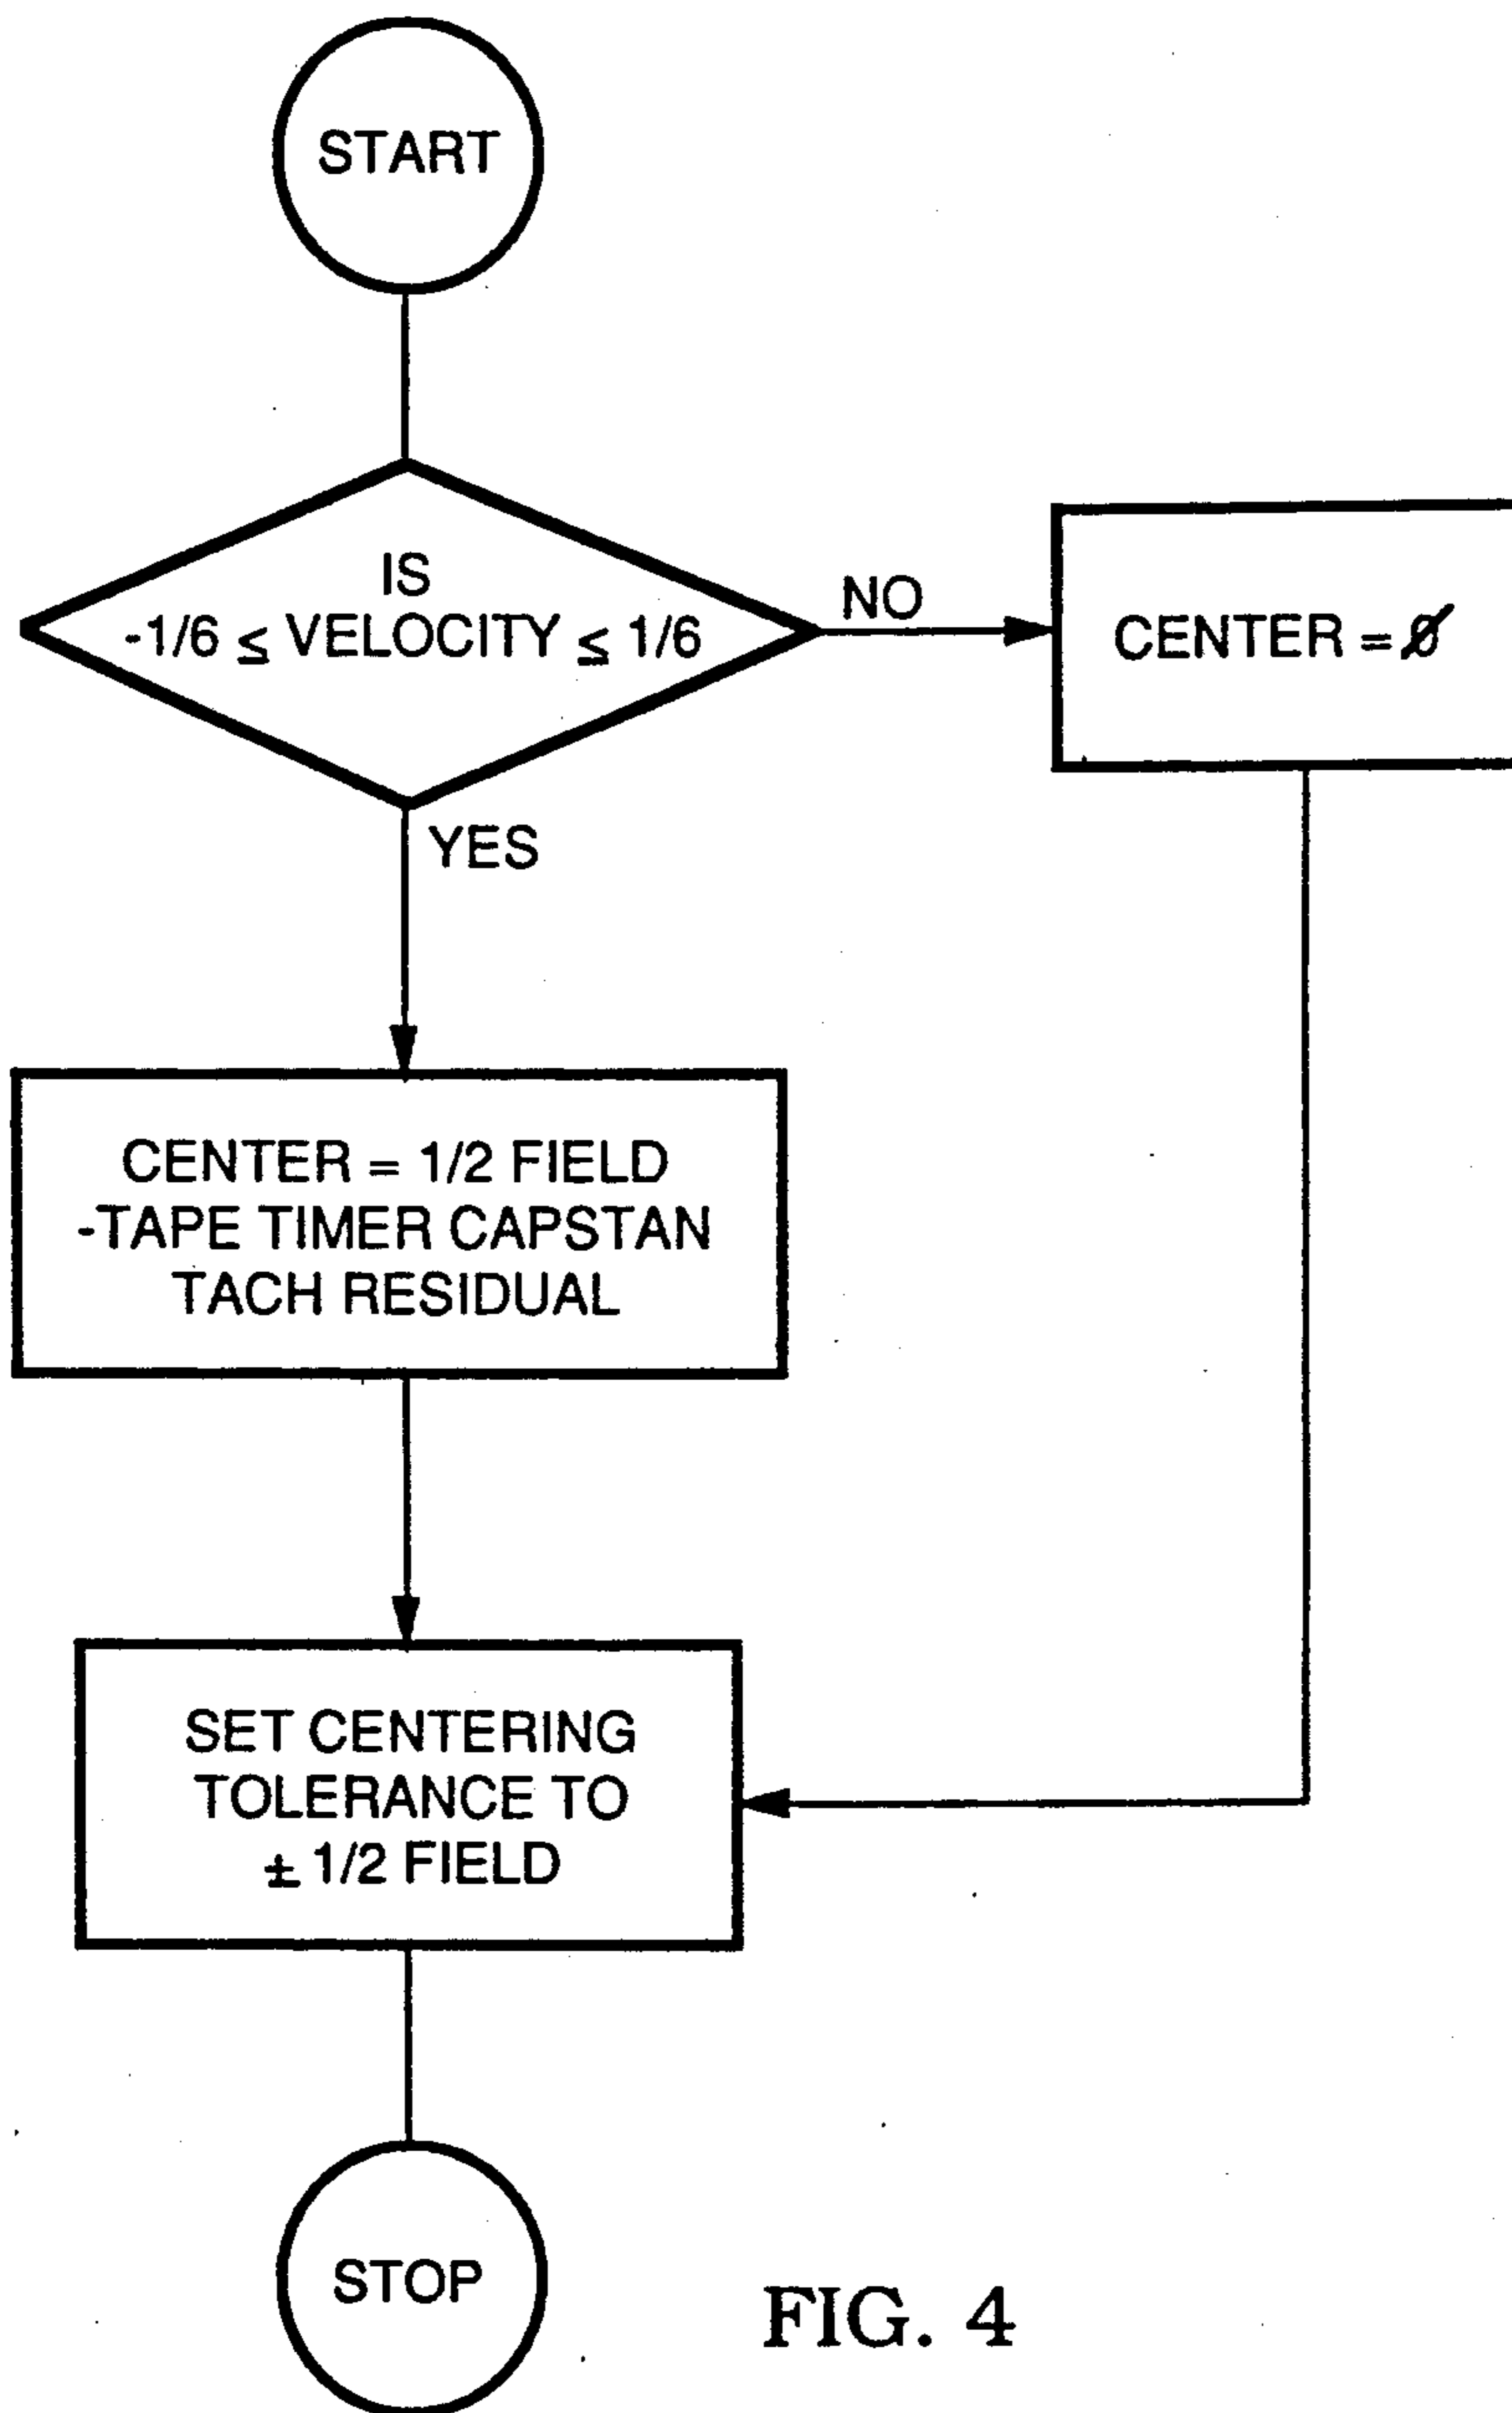 START
IS
-1/6 ≤ VELOCITY ≤ 1/6
NO
CENTER = Ø
YES
CENTER = 1/2 FIELD
-TAPE TIMER CAPSTAN
TACH RESIDUAL
SET CENTERING
TOLERANCE TO
± 1/2 FIELD
STOP
FIG. 4